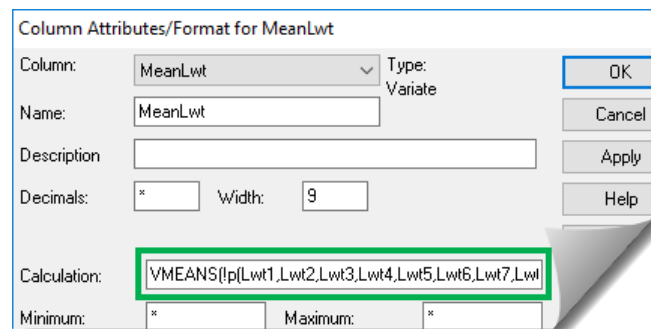 Column Attributes/Format for MeanLwt
Column: MeanLwt Type: OK
Variate
Name: MeanLwt Cancel
Description Apply
Decimals: * Width: 9 Help
Calculation: VMEANS(!p(Lwt1,Lwt2,Lwt3,Lwt4,Lwt5,Lwt6,Lwt7,
Minimum: * Maximum: *